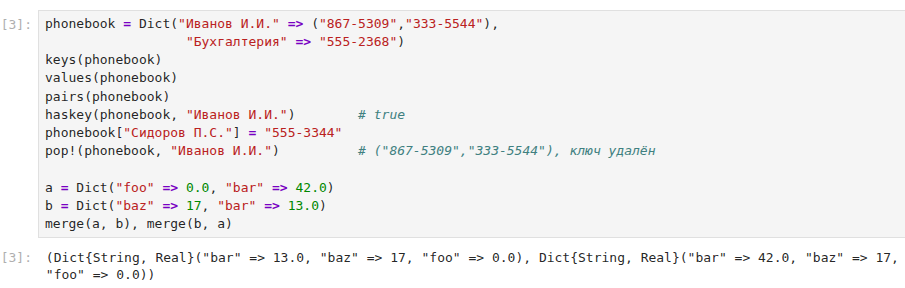 [3]: phonebook = Dict("Иванов И.И." => ("867-5309","333-5544"),
"Бухгалтерия" => "555-2368")
keys(phonebook)
values(phonebook)
pairs(phonebook)
haskey(phonebook, "Иванов И.И.")        # true
phonebook["Сидоров П.С."] = "555-3344"
pop!(phonebook, "Иванов И.И.")          # ("867-5309","333-5544"), ключ удалён
a = Dict("foo" => 0.0, "bar" => 42.0)
b = Dict("baz" => 17, "bar" => 13.0)
merge(a, b), merge(b, a)
[3]: (Dict{String, Real}("bar" => 13.0, "baz" => 17, "foo" => 0.0), Dict{String, Real}("bar" => 42.0, "baz" => 17,
"foo" => 0.0))